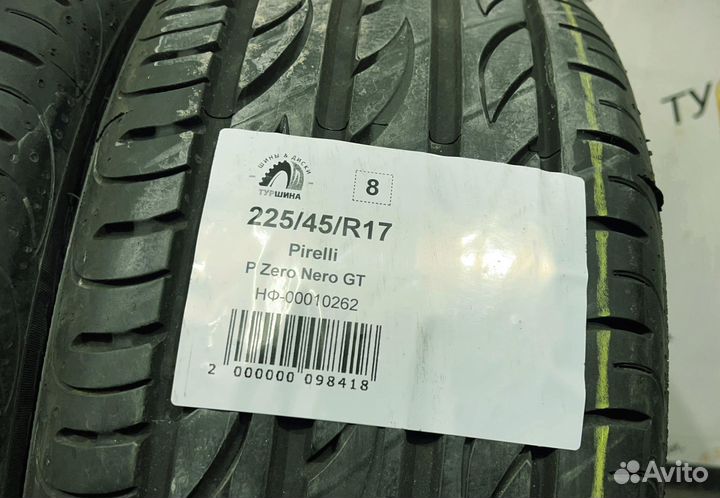 ШИНЫ & ДИСКИ
ТУРШИНА
8
225/45/R17
Pirelli
P Zero Nero GT
НФ-00010262
2 000000 098418
ТУ
Avito